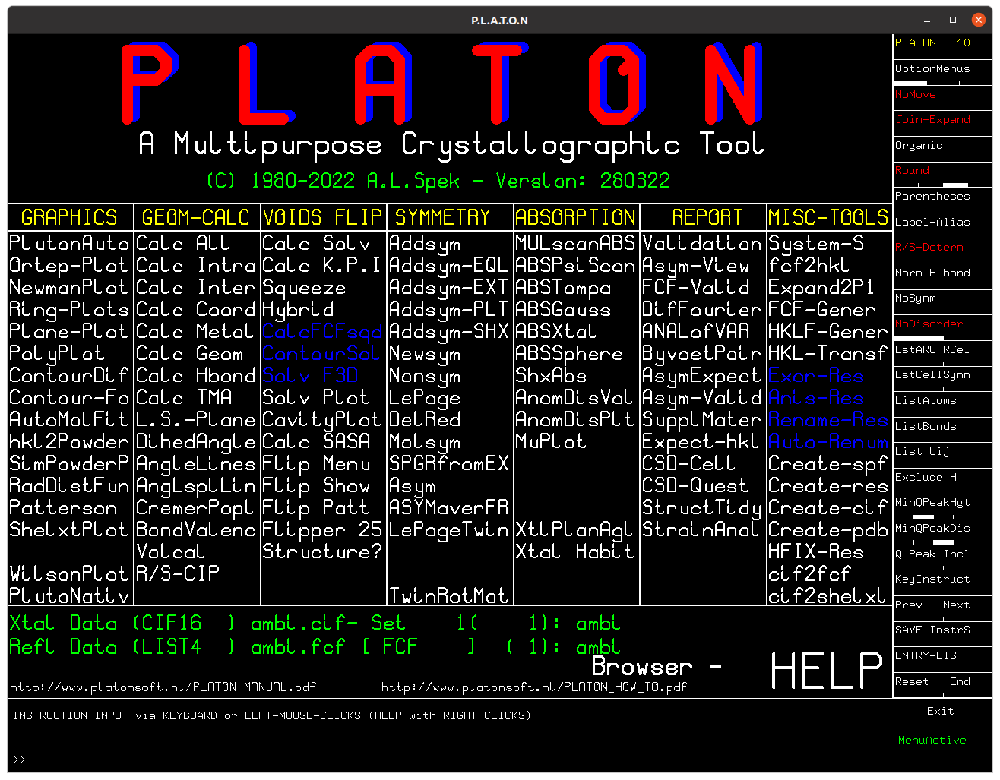 P.L.A.T.O.N
PLATON
A Multipurpose Crystallographic Tool
(C) 1980-2022 A.L.Spek - Version: 280322
GRAPHICS GEOM-CALC VOIDS FLIP SYMMETRY ABSORPTION REPORT MISC-TOOLS
PlutonAuto Calc All Calc Solv Addsym MULscanABS Validation System-S
Ortep-Plot Calc Intra Calc K.P.I Addsym-EQL ABSPsiScan Asym-View fcf2hkl
NewmanPlot Calc Inter Squeeze Addsym-EXT ABSTompa FCF-Valid Expand2P1
Ring-Plots Calc Coord Hybrid Addsym-PLT ABSGauss DifFourier FCF-Gener
Plane-Plot Calc Metal CalcFCFsqd Addsym-SHX ABSXtal ANALofVAR HKLF-Gener
PolyPlot Calc Geom ContourSol Newsym ABSSphere ByvoetPair HKL-Transf
ContourDif Calc Hbond Solv F3D Nonsym ShxAbs AsymExpect Exor-Res
Contour-Fo Calc TMA Solv Plot LePage AnomDisVal Asym-Valid Anis-Res
AutoMolFit L.S.-Plane CavityPlot DelRed AnomDisPlt SupplMater Rename-Res
hkl2Powder DihedAngle Calc SASA Molsym MuPlot Expect-hkl Auto-Renum
SimPowderP AngleLines Flip Menu SPGRfromEX CSD-Cell Create-spf
RadDistFun AngLsplLin Flip Show Asym CSD-Quest Create-res
Patterson CremerPopl Flip Patt ASYMaverFR StructTidy Create-cif
ShelxtPlot BondValenc Flipper 25 LePageTwin XtlPlanAgl StrainAnal Create-pdb
Volcal Structure? Xtal Habit HFIX-Res
WilsonPlot R/S-CIP cif2fcf
PlutoNativ TwinRotMat cif2shelxl
Xtal Data (CIF16 ) ambi.cif- Set 1( 1): ambi
Refl Data (LIST4 ) ambi.fcf [ FCF ] ( 1): ambi
Browser - HELP
http://www.platonsoft.nl/PLATON-MANUAL.pdf http://www.platonsoft.nl/PLATON_HOW_TO.pdf
INSTRUCTION INPUT via KEYBOARD or LEFT-MOUSE-CLICKS (HELP with RIGHT CLICKS)
>>
PLATON 10
OptionMenus
NoMove
Join-Expand
Organic
Round
Parentheses
Label-Alias
R/S-Determ
Norm-H-bond
NoSymm
NoDisorder
LstARU RCel
LstCellSymm
ListAtoms
ListBonds
List Uij
Exclude H
MinQPeakHgt
MinQPeakDis
Q-Peak-Incl
KeyInstruct
Prev Next
SAVE-InstrS
ENTRY-LIST
Reset End
Exit
MenuActive